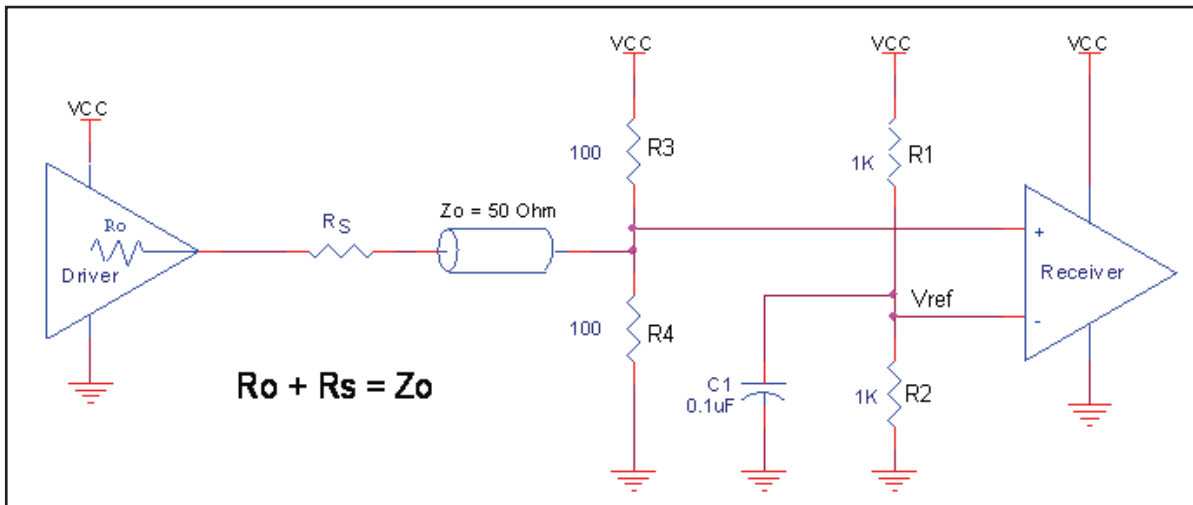 VCC
VCC
VCC
VCC
100
R3
1K
R1
Ro
Driver
RS
Zo = 50 Ohm
+
Receiver
Vref
-
100
R4
Ro + Rs = Zo
C1
0.1uF
1K
R2